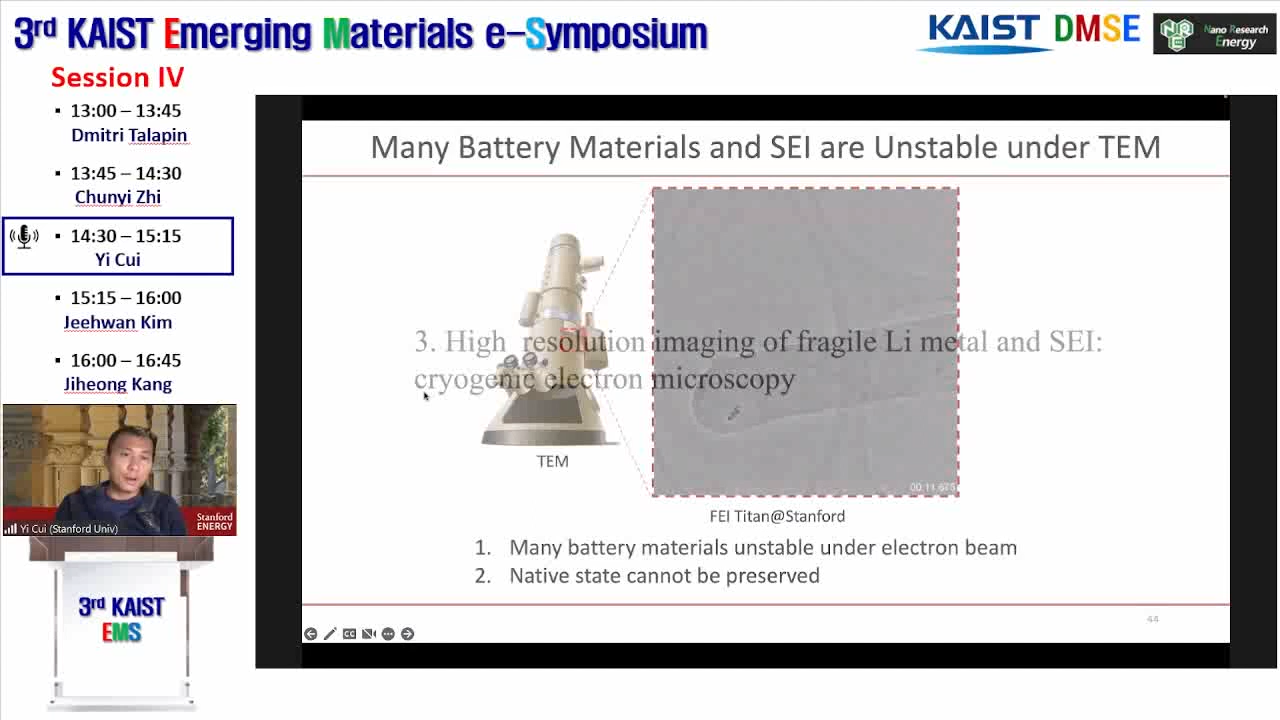 3rd KAIST Emerging Materials e-Symposium
KAIST DMSE
Nano Research
Energy
Session IV
13:00 – 13:45
Dmitri Talapin
13:45 – 14:30
Chunyi Zhi
14:30 – 15:15
Yi Cui
15:15 – 16:00
Jeehwan Kim
16:00 – 16:45
Jiheong Kang
Stanford
ENERGY
Yi Cui (Stanford Univ)
3rd KAIST
EMS
Many Battery Materials and SEI are Unstable under TEM
3. High resolution imaging of fragile Li metal and SEI:
cryogenic electron microscopy
TEM
FEI Titan@Stanford
1. Many battery materials unstable under electron beam
2. Native state cannot be preserved
44